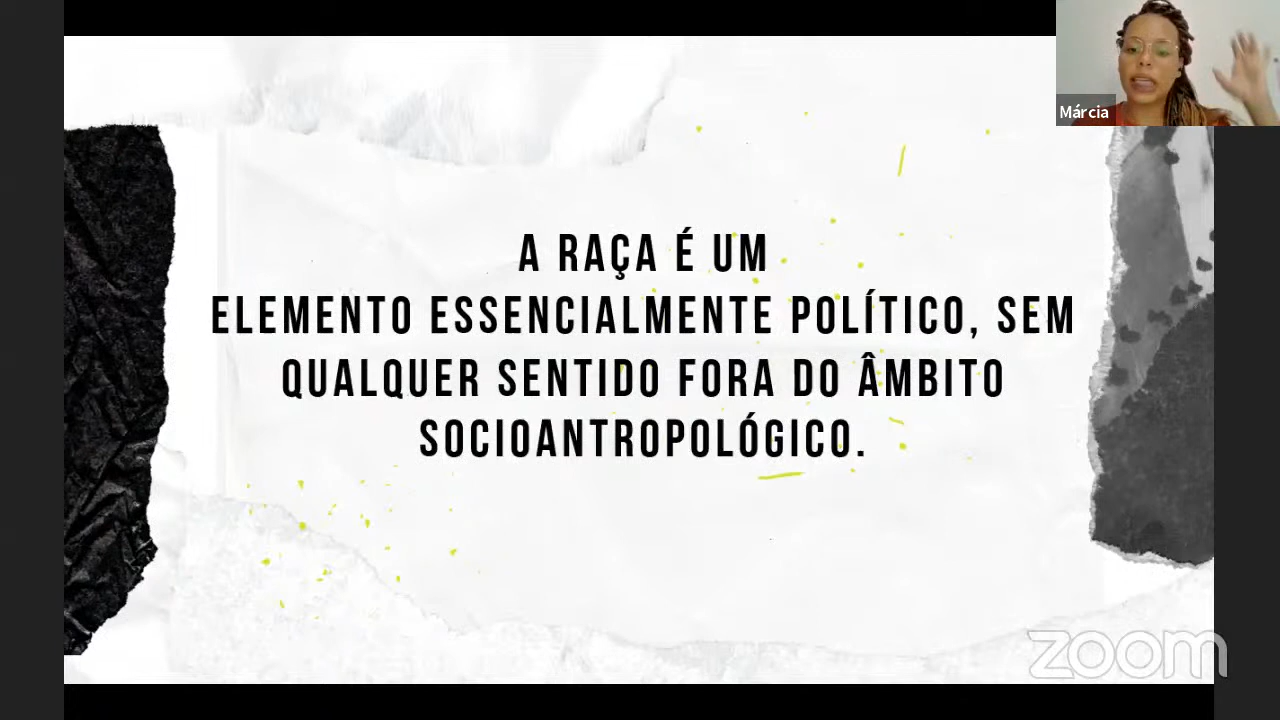 Márcia
A RAÇA É UM
ELEMENTO ESSENCIALMENTE POLÍTICO, SEM
QUALQUER SENTIDO FORA DO ÂMBITO
SOCIOANTROPOLÓGICO.
zoom